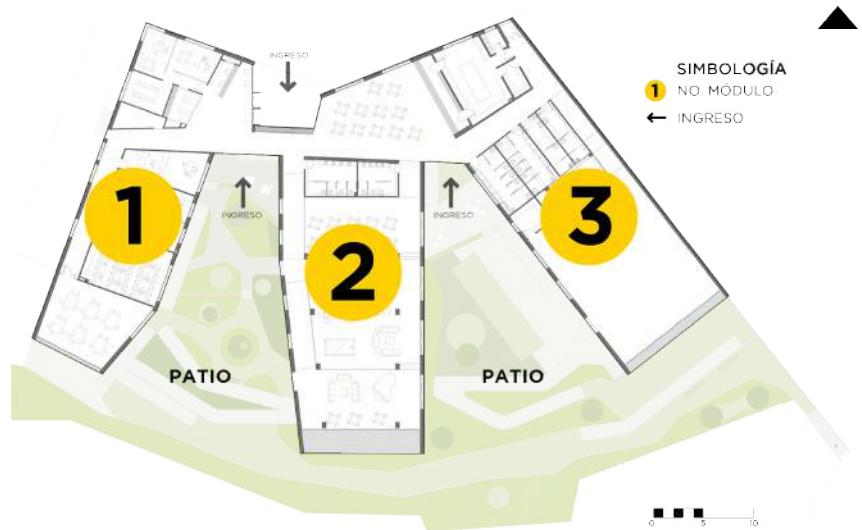 INGRESO
SIMBOLOGÍA
1 NO. MÓDULO
INGRESO
1
INGRESO
2
INGRESO
3
PATIO
PATIO
0 5 10